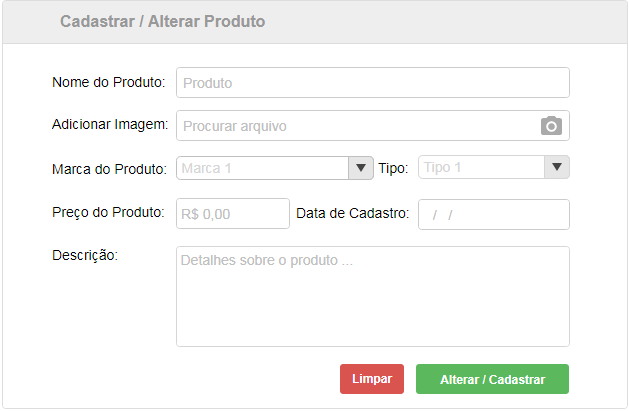 Cadastrar / Alterar Produto
Nome do Produto: Produto
Adicionar Imagem: Procurar arquivo
Marca do Produto: Marca 1 Tipo: Tipo 1
Preço do Produto: R$ 0,00 Data de Cadastro: / /
Descrição: Detalhes sobre o produto ...
Limpar Alterar / Cadastrar